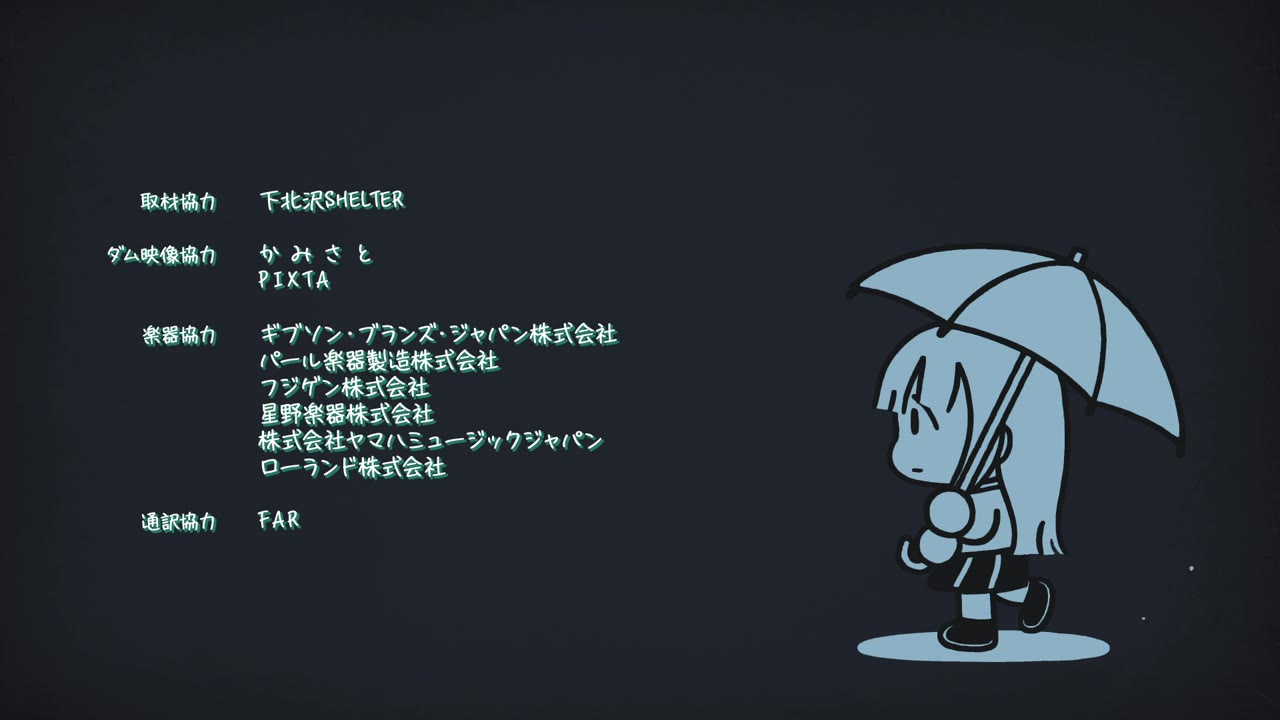 取材協力 下北沢SHELTER
ダム映像協力 かみさと
PIXTA
楽器協力 ギブソン・ブランズ・ジャパン株式会社
パール楽器製造株式会社
フジゲン株式会社
星野楽器株式会社
株式会社ヤマハミュージックジャパン
ローランド株式会社
通訳協力 FAR